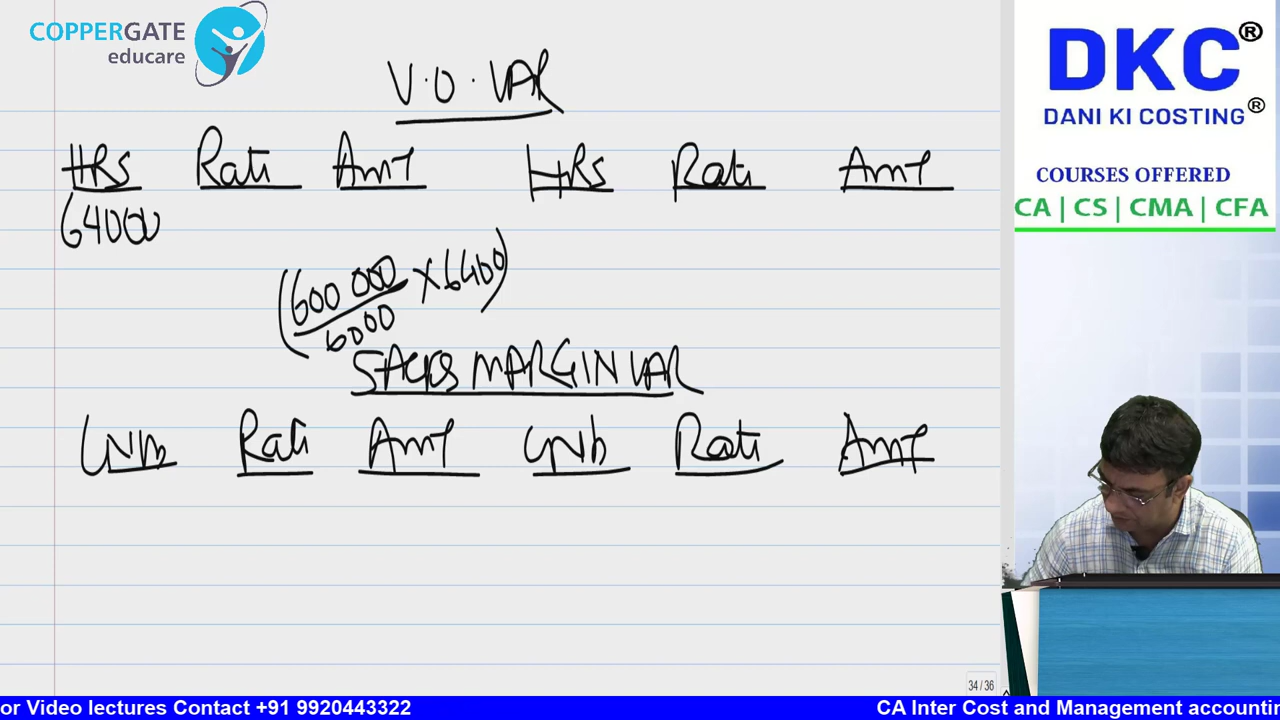 COPPERGATE
educare
V.O.VAR
HRS Rate Amt HRS Rate Amt
64000
(600 000 / 6000 × 6400)
SALES MARGIN VAR
Units Rate Amt Units Rate Amt
34 / 36
DKC®
DANI KI COSTING®
COURSES OFFERED
CA | CS | CMA | CFA
or Video lectures Contact +91 9920443322
CA Inter Cost and Management accountin